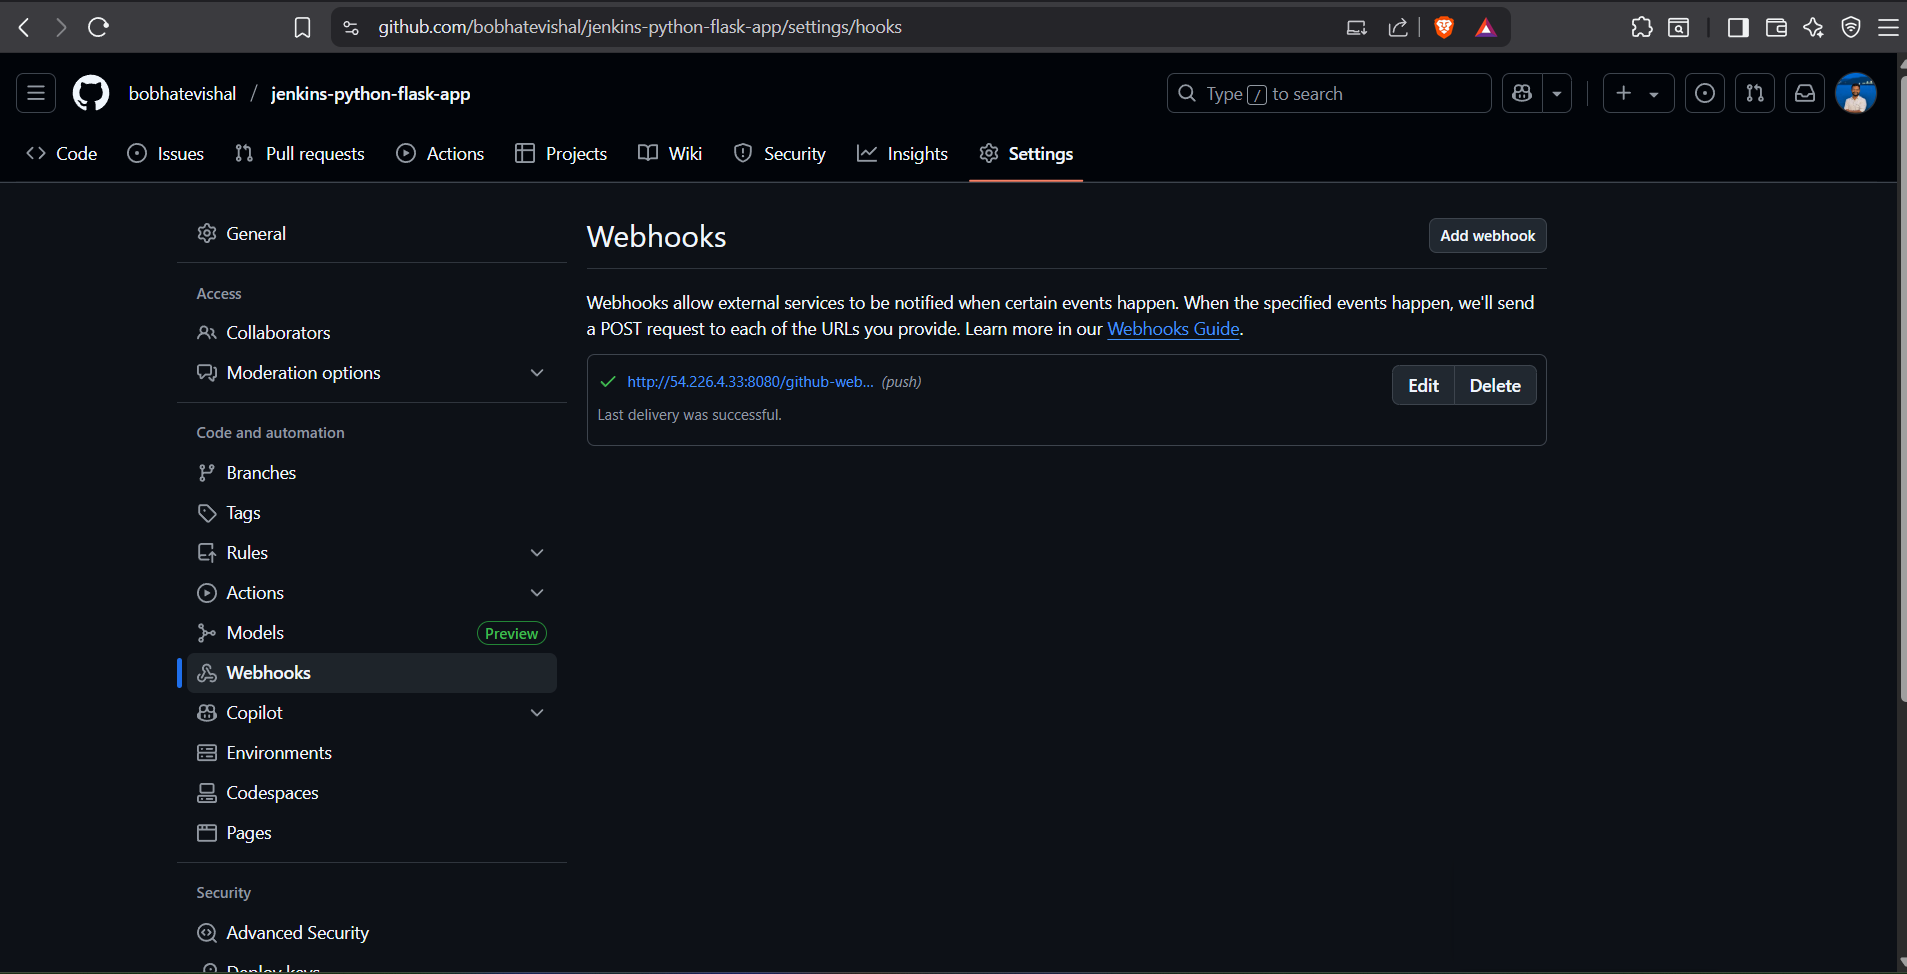 github.com/bobhatevishal/jenkins-python-flask-app/settings/hooks
bobhatevishal / jenkins-python-flask-app
Type / to search
Code Issues Pull requests Actions Projects Wiki Security Insights Settings
General
Access
Collaborators
Moderation options
Code and automation
Branches
Tags
Rules
Actions
Models Preview
Webhooks
Copilot
Environments
Codespaces
Pages
Security
Advanced Security
Deploy keys
Webhooks
Add webhook
Webhooks allow external services to be notified when certain events happen. When the specified events happen, we'll send
a POST request to each of the URLs you provide. Learn more in our Webhooks Guide.
http://54.226.4.33:8080/github-web... (push)
Edit Delete
Last delivery was successful.